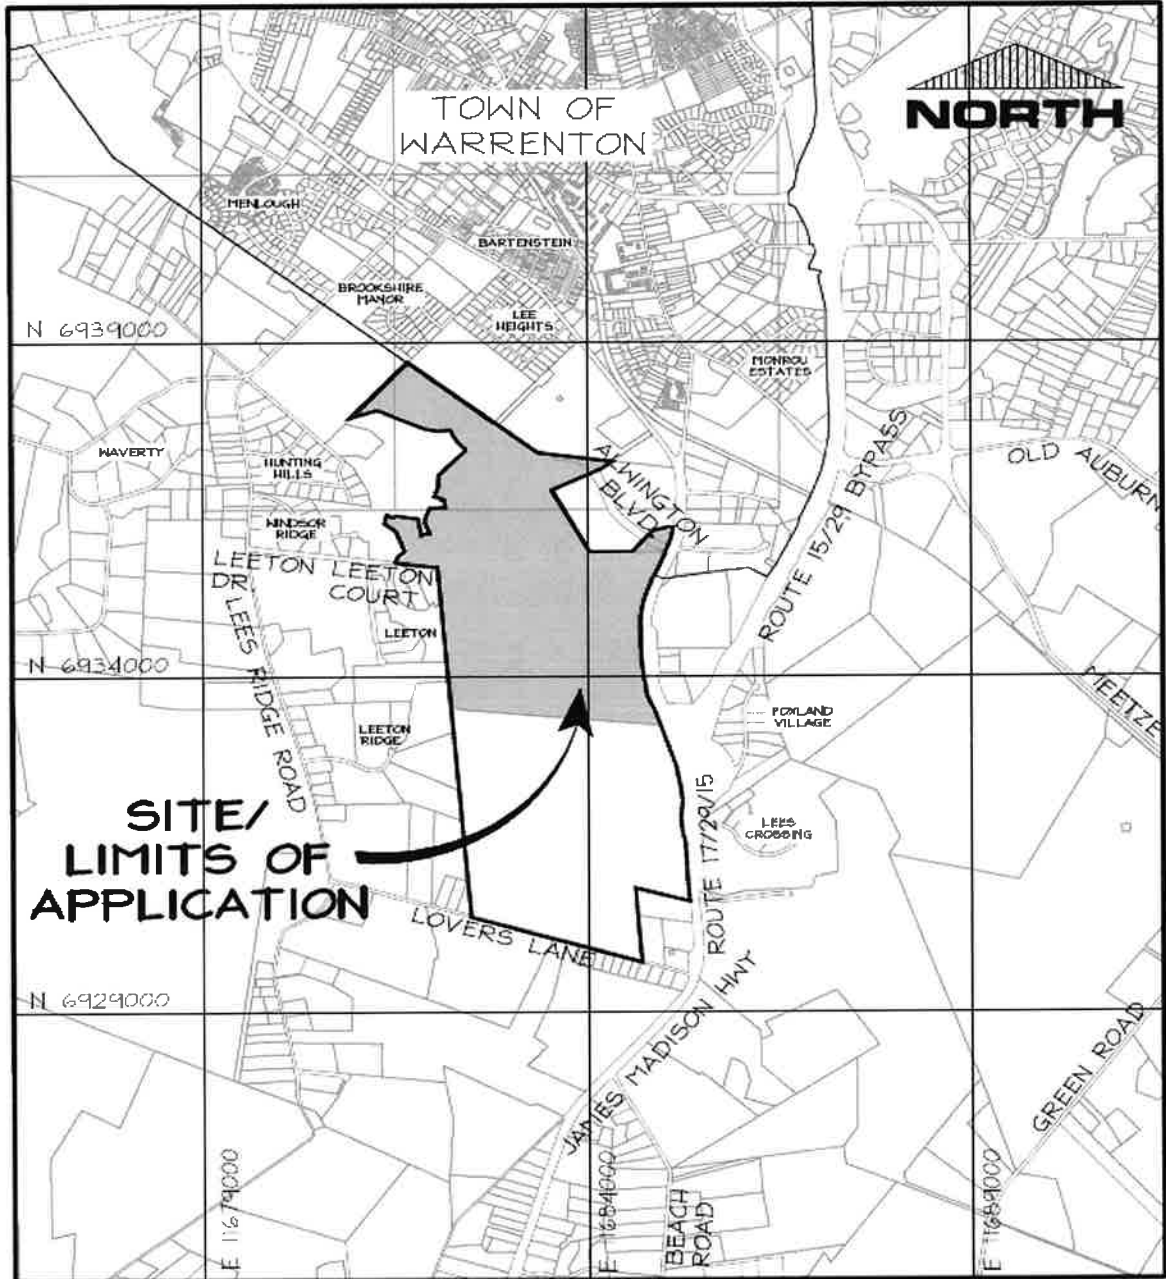 TOWN OF
WARRENTON
NORTH
MENLOUGH
BARTENSTEIN
BROOKSHIRE
MANOR
LEE
HEIGHTS
N 6939000
MONROU
ESTATES
WAVERTY
HUNTING
HILLS
ALWINGTON
BLVD
ROUTE 15/29 BYPASS
OLD AUBURN
WINDSOR
RIDGE
LEETON
DR
LEETON
COURT
LEETON
LEES RIDGE ROAD
N 6934000
MEETZE
FOXLAND
VILLAGE
LEETON
RIDGE
SITE/
LIMITS OF
APPLICATION
ROUTE 17/29/15
LEES
CROSSING
LOVERS LANE
N 6929000
JAMES MADISON HWY
GREEN ROAD
BEACH
ROAD
E 11679000
E 11684000
E 11689000